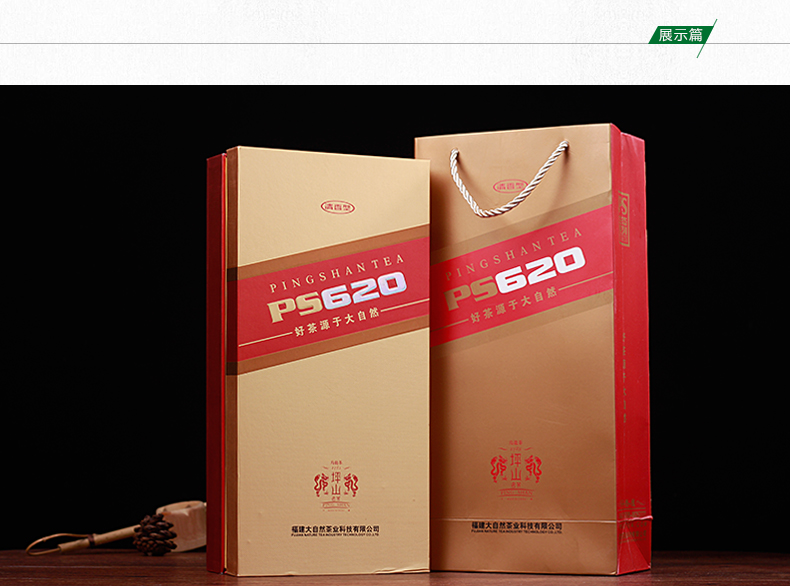 展示篇
清香型
PINGSHANTEA
PS620
好茶源于大自然
坪山
福建大自然茶业科技有限公司
FUJIAN NATURE TEA INDUSTRY TECHNOLOGY CO.,LTD.
清香型
PINGSHANTEA
PS620
好茶源于大自然
坪山
福建大自然茶业科技有限公司
FUJIAN NATURE TEA INDUSTRY TECHNOLOGY CO.,LTD.